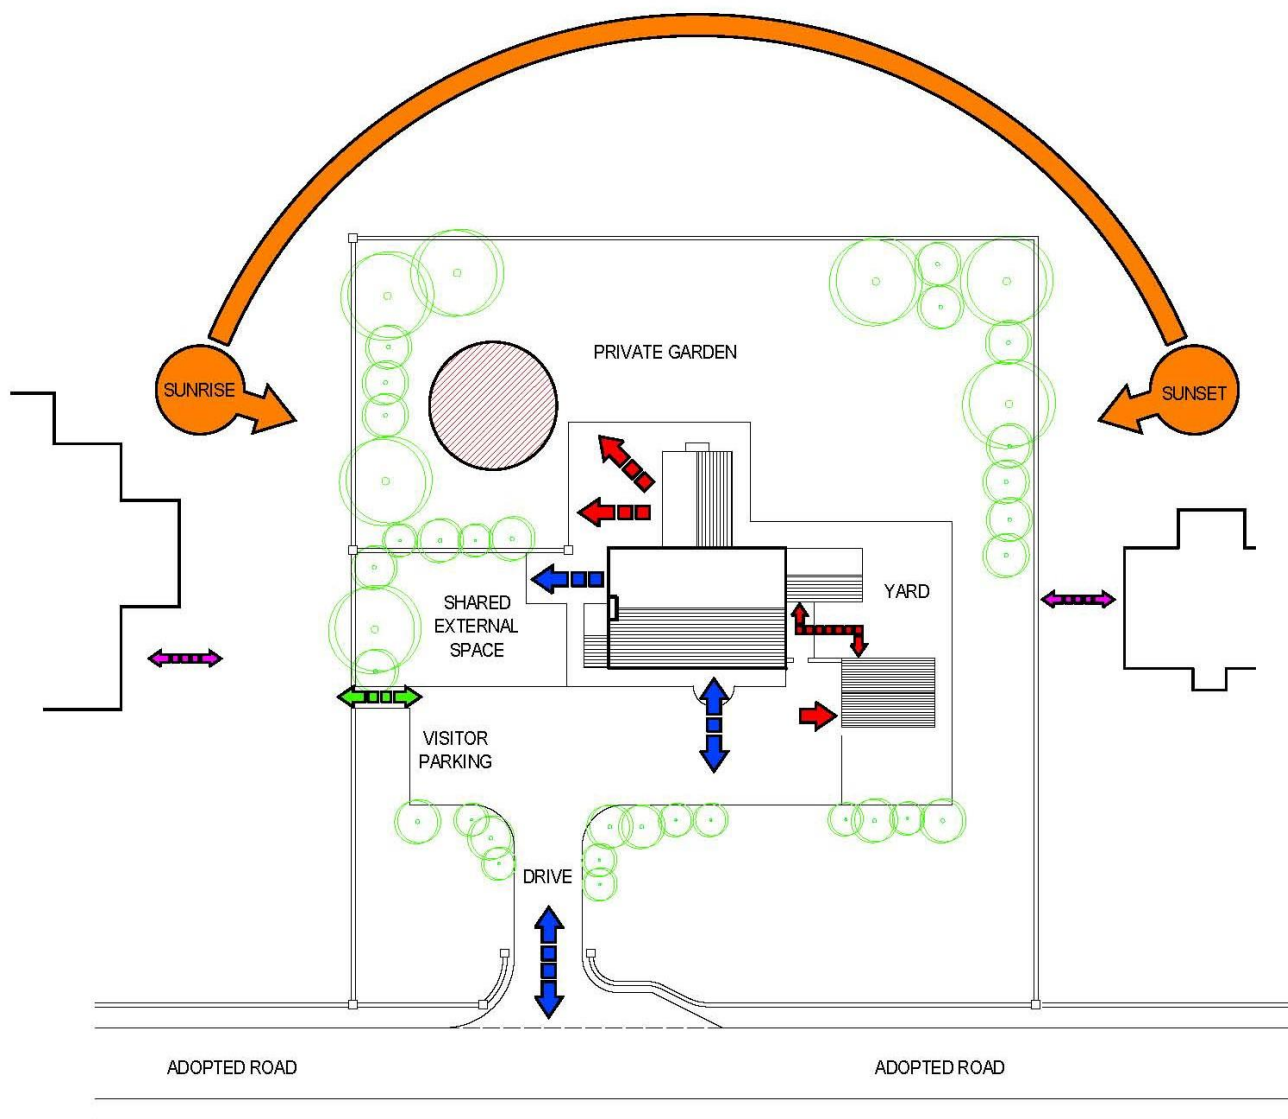 PRIVATE GARDEN
SUNRISE
SUNSET
YARD
SHARED
EXTERNAL
SPACE
VISITOR
PARKING
DRIVE
ADOPTED ROAD
ADOPTED ROAD